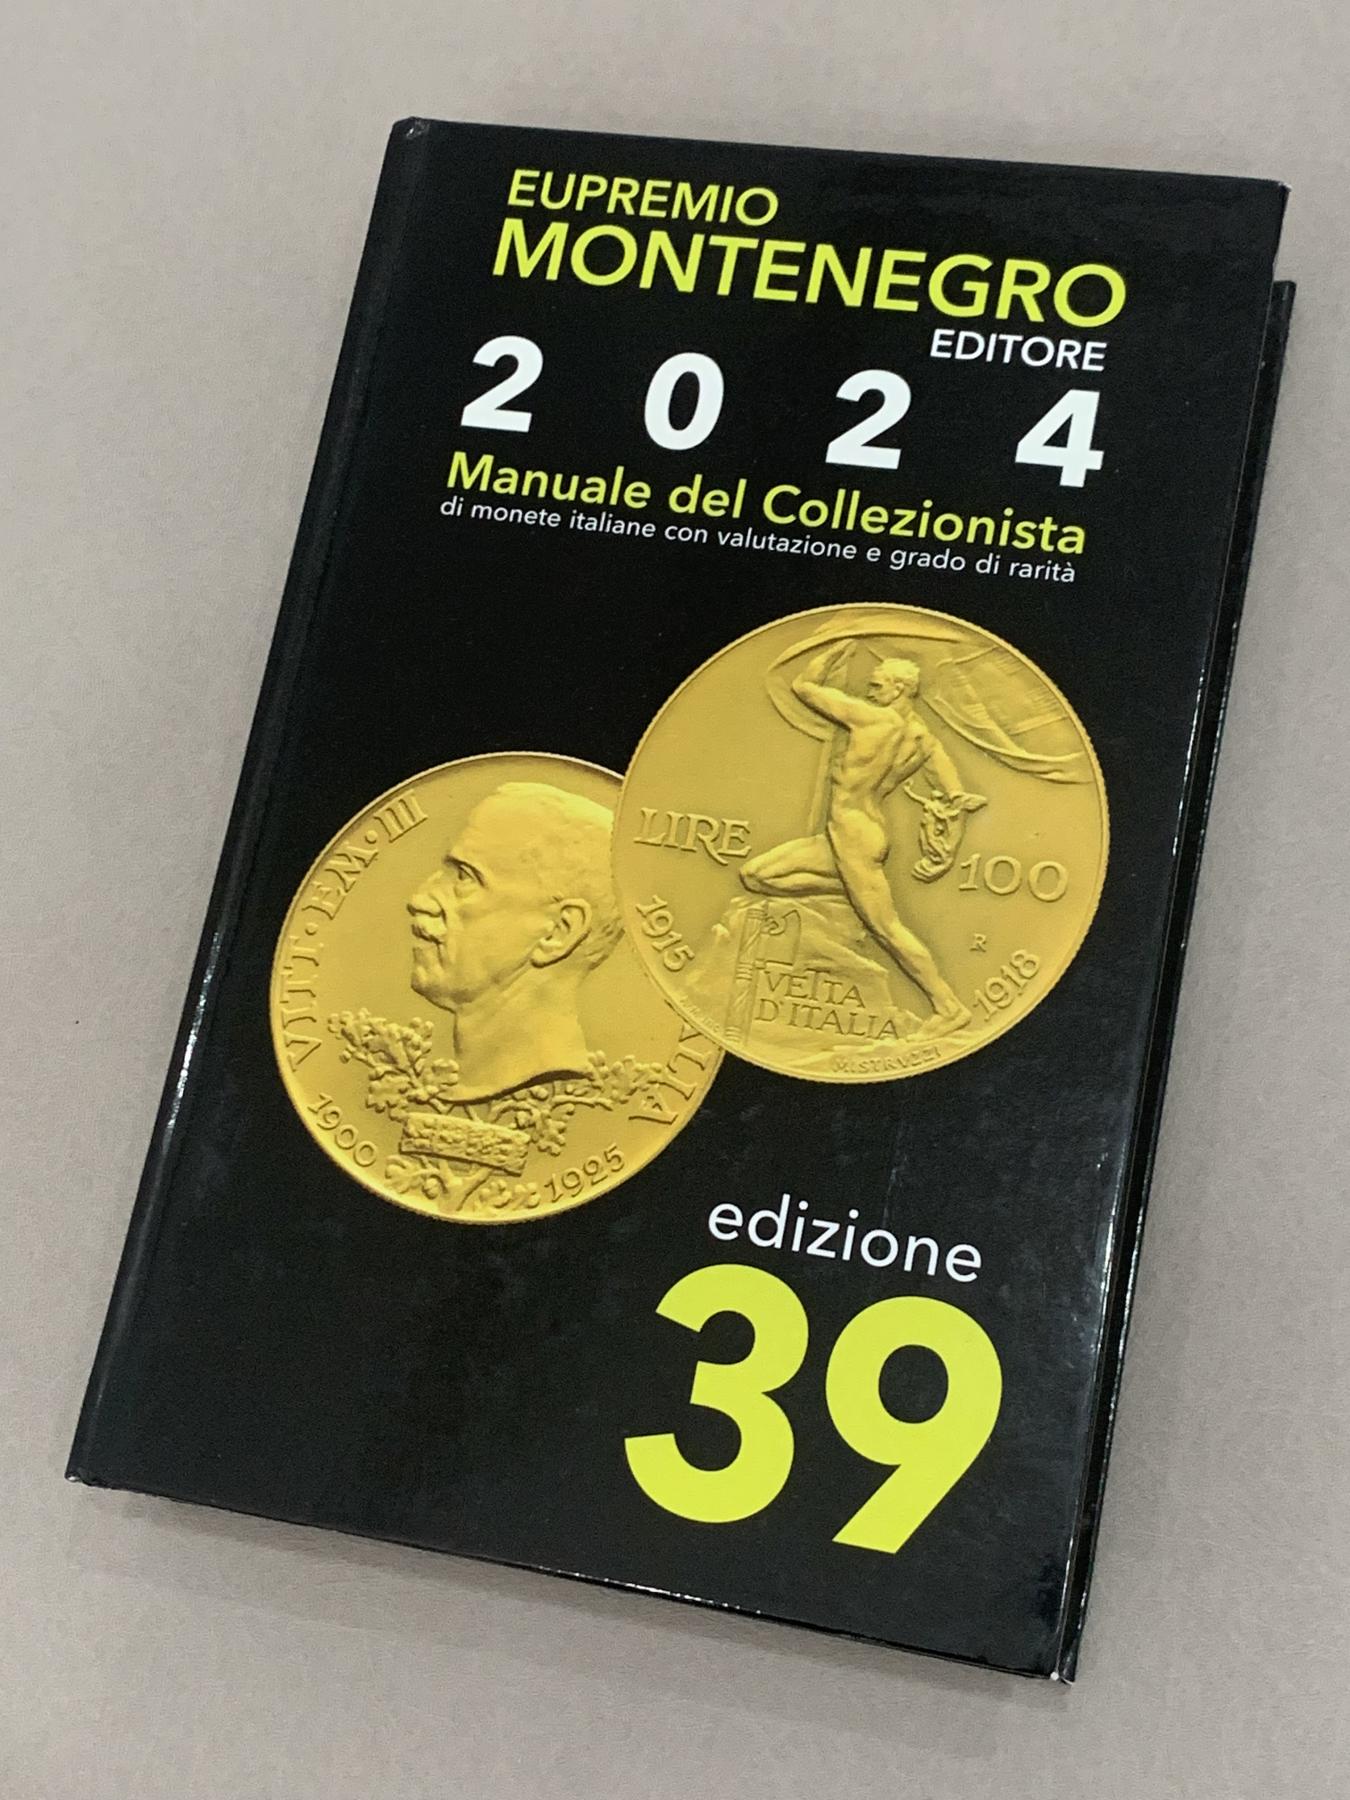 EUPREMIO
MONTENEGRO
EDITORE
2 0 2 4
Manuale del Collezionista
di monete italiane con valutazione e grado di rarità
LIRE
100
R
1915
1918
VETTA
D'ITALIA
MISTRUZZI
VITT·EM·III
ITALIA
1900
1925
edizione
39